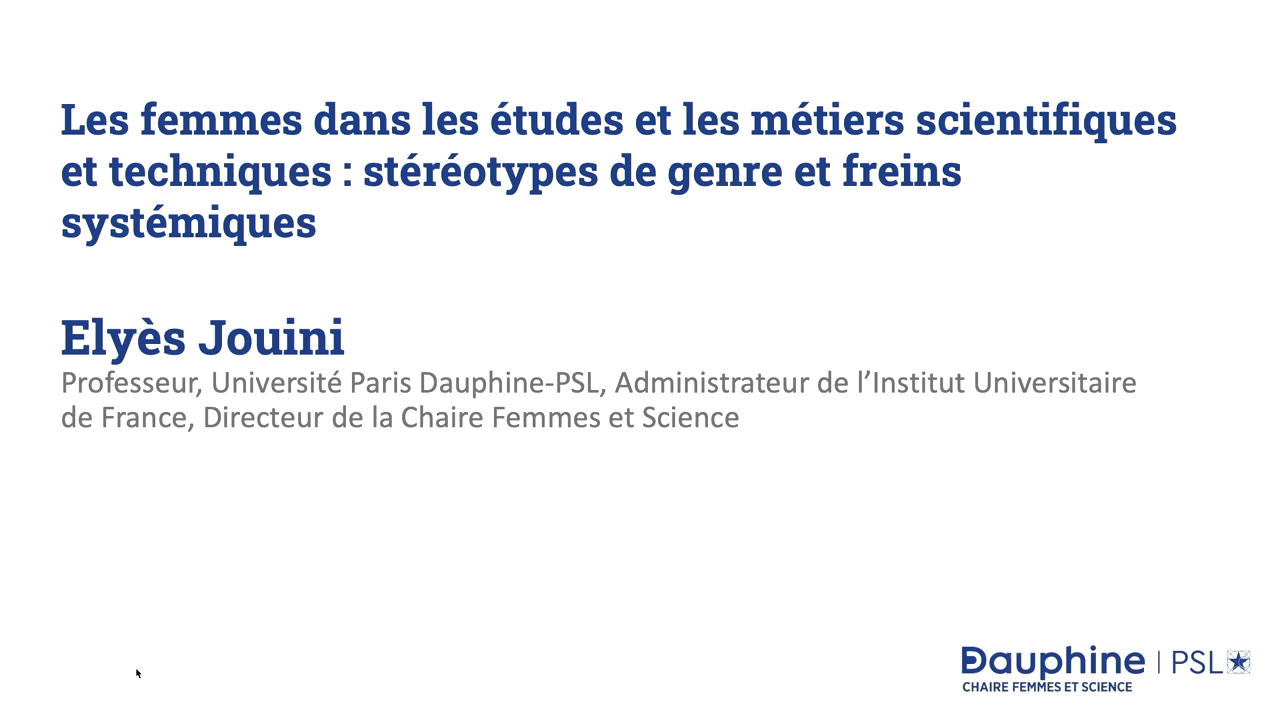 Les femmes dans les études et les métiers scientifiques
et techniques : stéréotypes de genre et freins
systémiques
Elyès Jouini
Professeur, Université Paris Dauphine-PSL, Administrateur de l’Institut Universitaire
de France, Directeur de la Chaire Femmes et Science
Dauphine | PSL
CHAIRE FEMMES ET SCIENCE